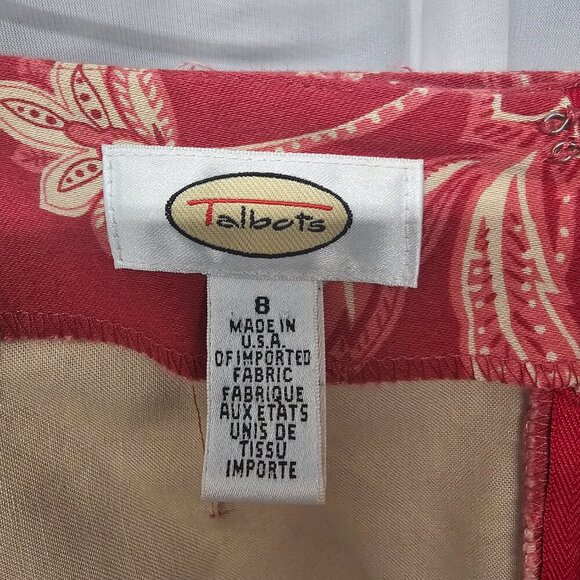 Talbots
8
MADE IN
U.S.A.
OF IMPORTED
FABRIC
FABRIQUE
AUX ETATS
UNIS DE
TISSU
IMPORTE